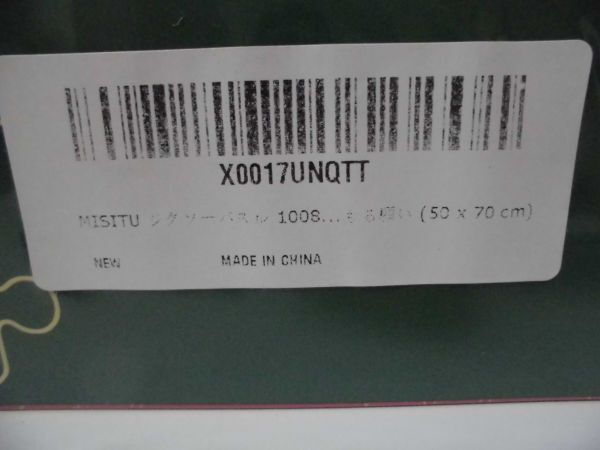 X0017UNQTT
MISITU ジグソーパズル 1008... (50 x 70 cm)
NEW MADE IN CHINA